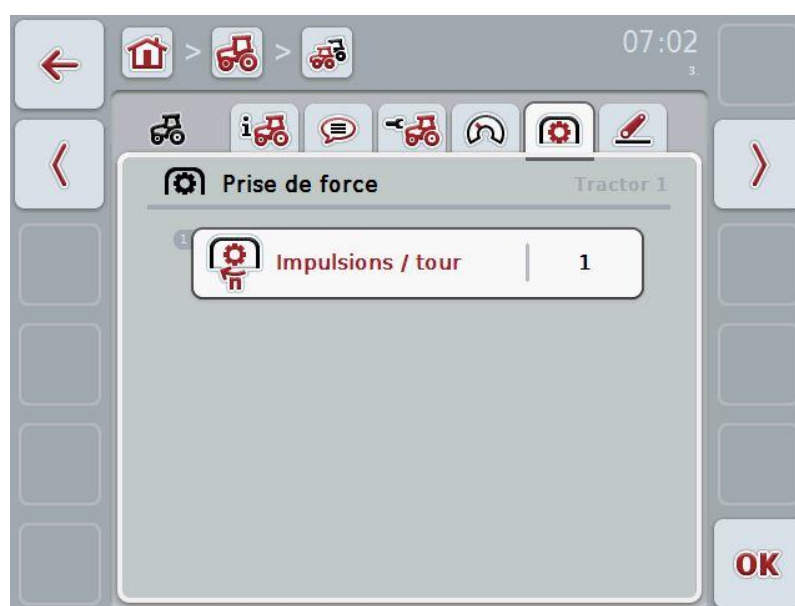 > >
07:02
3.
i
Prise de force
Tractor 1
1
Impulsions / tour
1
n
OK